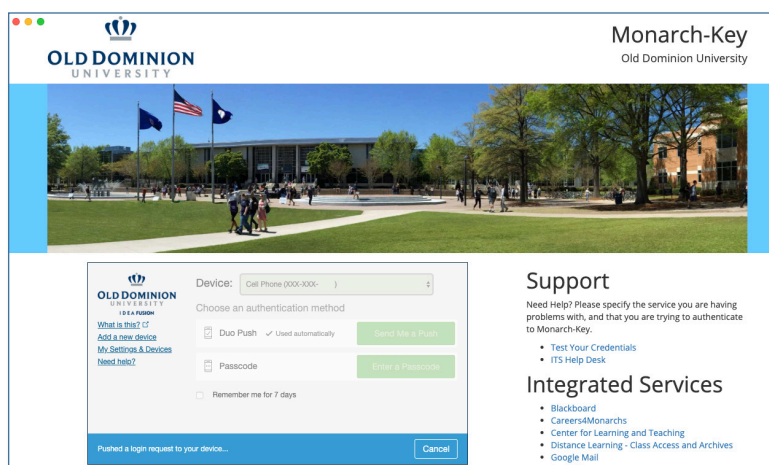 OLD DOMINION
UNIVERSITY
Monarch-Key
Old Dominion University
OLD DOMINION
UNIVERSITY
IDEA FUSION
What is this?
Add a new device
My Settings & Devices
Need help?
Device: Cell Phone (XXX-XXX- )
Choose an authentication method
Duo Push ✓ Used automatically Send Me a Push
Passcode Enter a Passcode
Remember me for 7 days
Pushed a login request to your device... Cancel
Support
Need Help? Please specify the service you are having
problems with, and that you are trying to authenticate
to Monarch-Key.
• Test Your Credentials
• ITS Help Desk
Integrated Services
• Blackboard
• Careers4Monarchs
• Center for Learning and Teaching
• Distance Learning - Class Access and Archives
• Google Mail